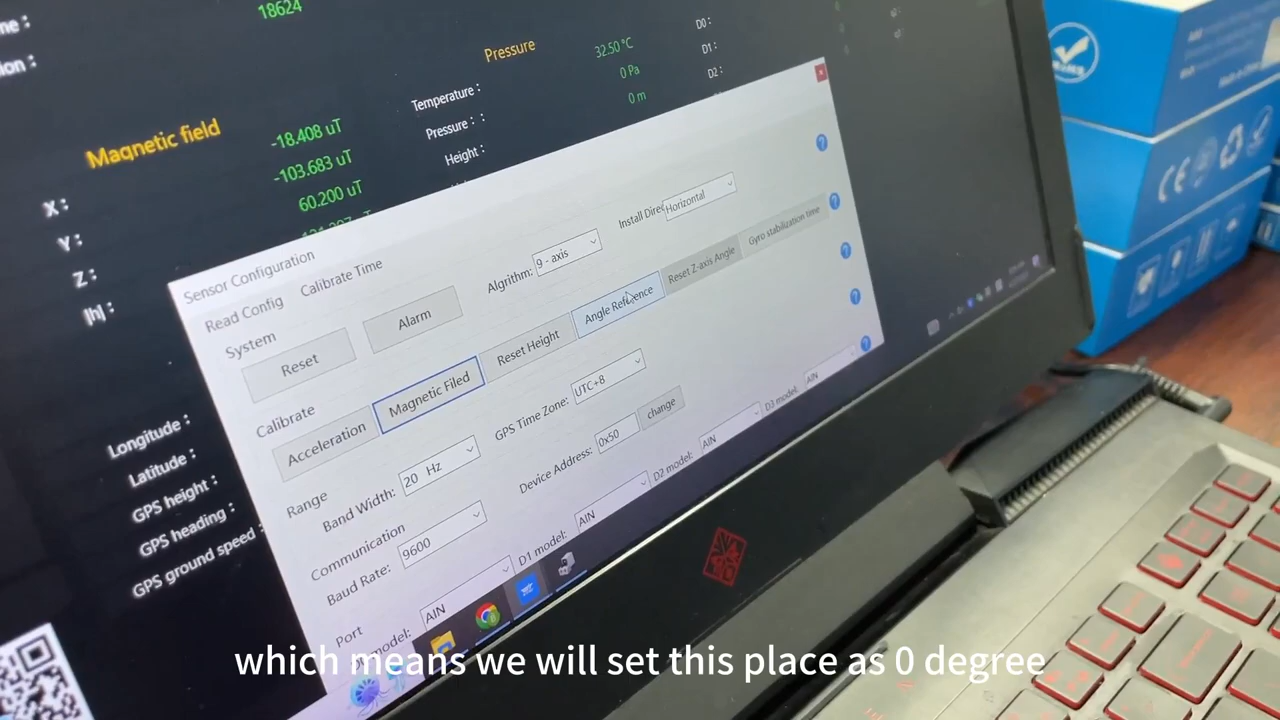 18624
Pressure
D0 :
Temperature :
32.50 °C
D1 :
Pressure : :
0 Pa
D2 :
Height :
0 m
Magnetic field
X :
-18.408 uT
Y :
-103.683 uT
Z :
60.200 uT
|h| :
Sensor Configuration
Read Config
Calibrate Time
System
Reset
Alarm
Algrithm:
9 - axis
Install Direc
Horizontal
Calibrate
Acceleration
Magnetic Filed
Reset Height
Angle Reference
Reset Z-axis Angle
Gyro stabilization time
Range
Band Width:
20 Hz
GPS Time Zone:
UTC+8
Communication
Baud Rate:
9600
Device Address:
0x50
change
Port
model:
AIN
D1 model:
AIN
D2 model:
AIN
D3 model:
AIN
Longitude :
Latitude :
GPS height :
GPS heading :
GPS ground speed :
CE
which means we will set this place as 0 degree